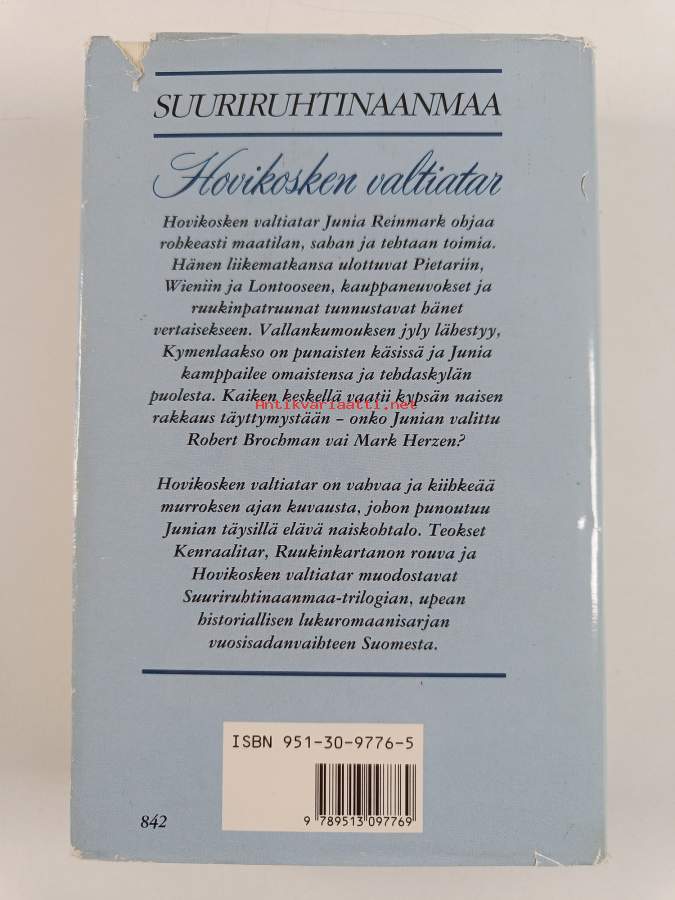 SUURIRUHTINAANMAA
Hovikosken valtiatar
Hovikosken valtiatar Junia Reinmark ohjaa
rohkeasti maatilan, sahan ja tehtaan toimia.
Hänen liikematkansa ulottuvat Pietariin,
Wieniin ja Lontooseen, kauppaneuvokset ja
ruukinpatruunat tunnustavat hänet
vertaisekseen. Vallankumouksen jyly lähestyy,
Kymenlaakso on punaisten käsissä ja Junia
kamppailee omaistensa ja tehdaskylän
puolesta. Kaiken keskellä vaatii kypsän naisen
Antikvariaatti.net
rakkaus täyttymystään – onko Junian valittu
Robert Brochman vai Mark Herzen?
Hovikosken valtiatar on vahvaa ja kiihkeää
murroksen ajan kuvausta, johon punoutuu
Junian täysillä elävä naiskohtalo. Teokset
Kenraalitar, Ruukinkartanon rouva ja
Hovikosken valtiatar muodostavat
Suuriruhtinaanmaa-trilogian, upean
historiallisen lukuromaanisarjan
vuosisadanvaihteen Suomesta.
ISBN 951-30-9776-5
9 789513 097769
842